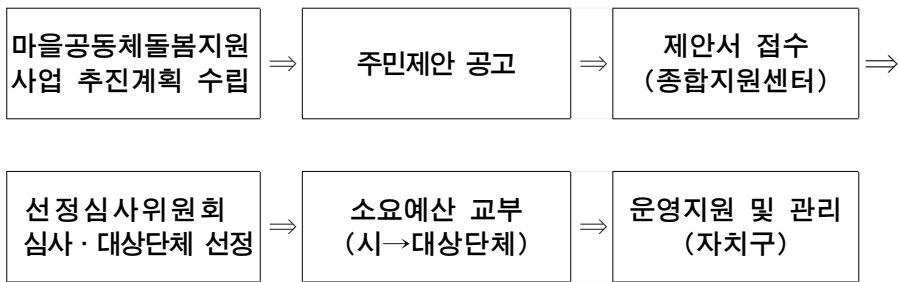 마을공동체돌봄지원
사업 추진계획 수립
⇒
주민제안 공고
⇒
제안서 접수
(종합지원센터)
⇒
선정심사위원회
심사·대상단체 선정
⇒
소요예산 교부
(시→대상단체)
⇒
운영지원 및 관리
(자치구)